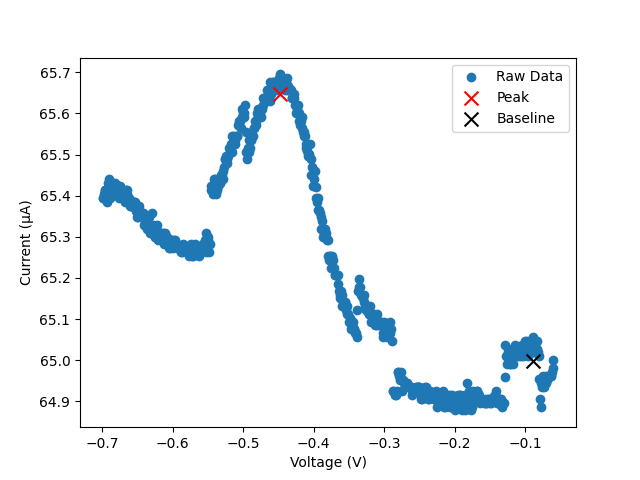 Raw Data
Peak
Baseline
65.7
65.6
65.5
65.4
65.3
65.2
65.1
65.0
64.9
Current (μA)
−0.7 −0.6 −0.5 −0.4 −0.3 −0.2 −0.1
Voltage (V)